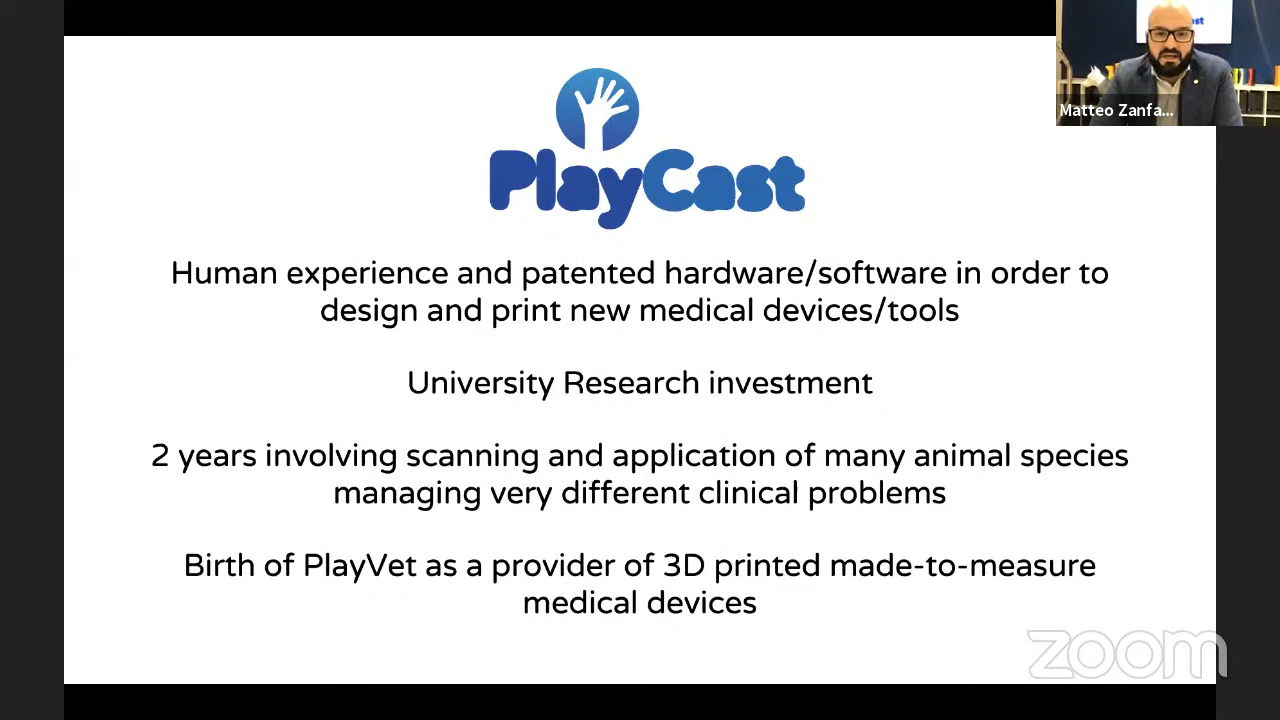 Matteo Zanfa...
PlayCast
Human experience and patented hardware/software in order to
design and print new medical devices/tools
University Research investment
2 years involving scanning and application of many animal species
managing very different clinical problems
Birth of PlayVet as a provider of 3D printed made-to-measure
medical devices
zoom